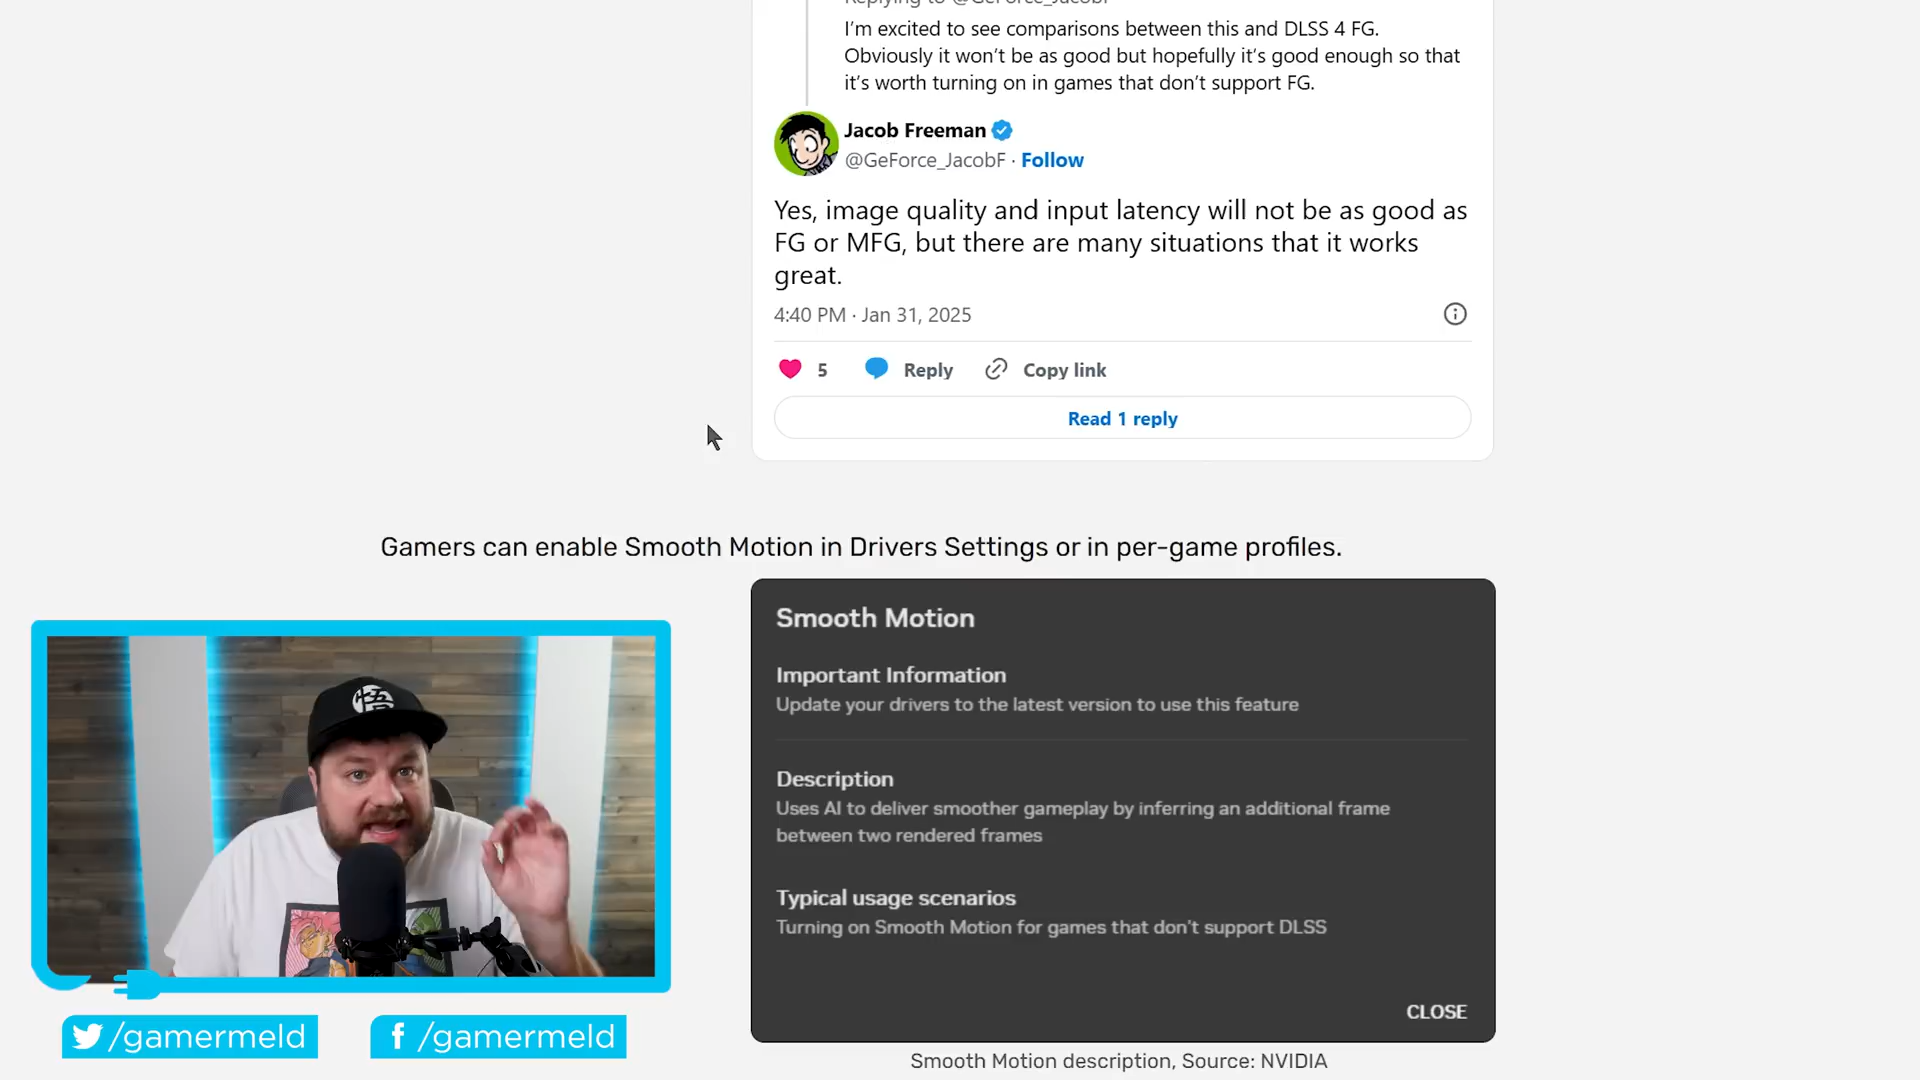 Replying to @GeForce_JacobF
I'm excited to see comparisons between this and DLSS 4 FG.
Obviously it won't be as good but hopefully it's good enough so that
it's worth turning on in games that don't support FG.
Jacob Freeman
@GeForce_JacobF · Follow
Yes, image quality and input latency will not be as good as
FG or MFG, but there are many situations that it works
great.
4:40 PM · Jan 31, 2025
5 Reply Copy link
Read 1 reply
Gamers can enable Smooth Motion in Drivers Settings or in per-game profiles.
Smooth Motion
Important Information
Update your drivers to the latest version to use this feature
Description
Uses AI to deliver smoother gameplay by inferring an additional frame
between two rendered frames
Typical usage scenarios
Turning on Smooth Motion for games that don't support DLSS
CLOSE
Smooth Motion description, Source: NVIDIA
悟
/gamermeld
f /gamermeld